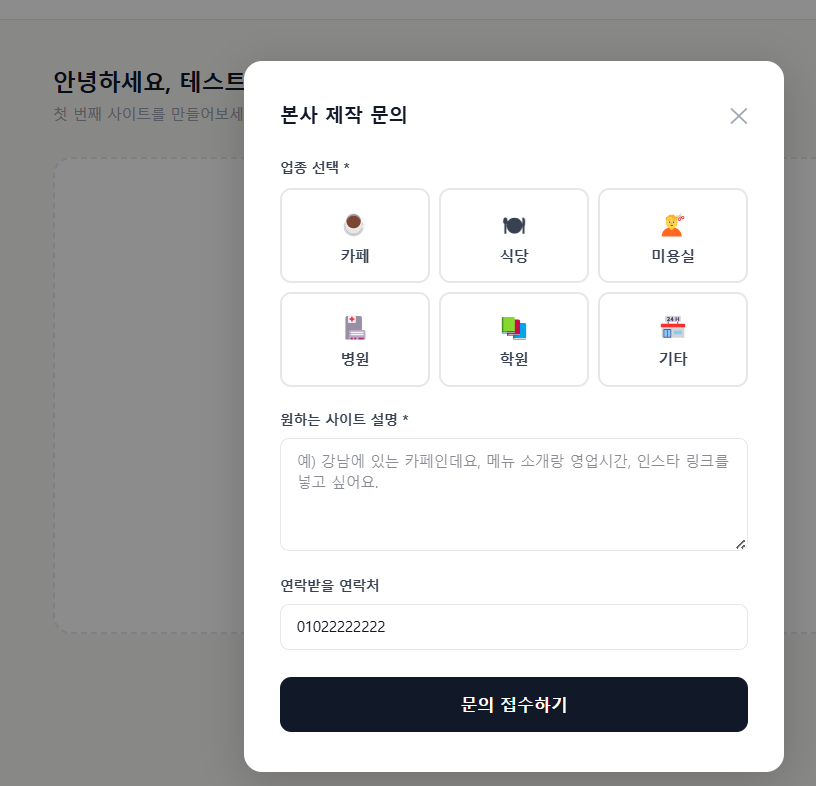 안녕하세요, 테스트
첫 번째 사이트를 만들어보세
본사 제작 문의
업종 선택 *
카페
식당
미용실
24 H
병원
학원
기타
원하는 사이트 설명 *
예) 강남에 있는 카페인데요, 메뉴 소개랑 영업시간, 인스타 링크를
넣고 싶어요.
연락받을 연락처
01022222222
문의 접수하기